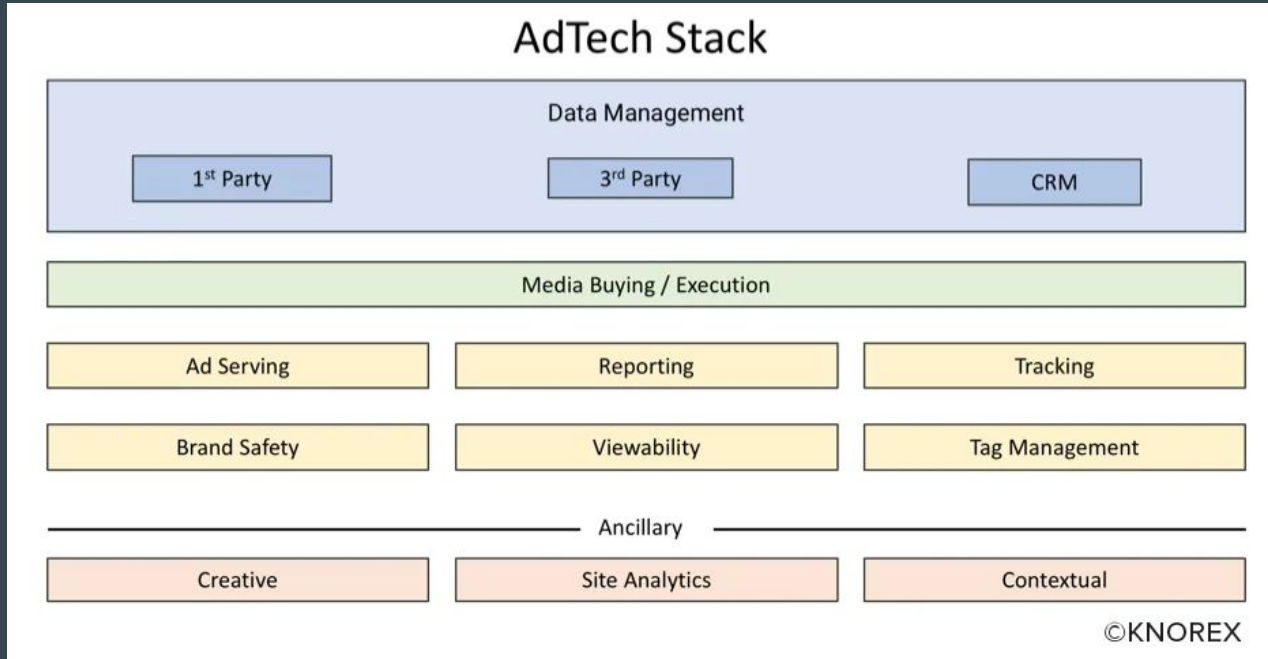 AdTech Stack
Data Management
1st Party
3rd Party
CRM
Media Buying / Execution
Ad Serving
Reporting
Tracking
Brand Safety
Viewability
Tag Management
Ancillary
Creative
Site Analytics
Contextual
©KNOREX